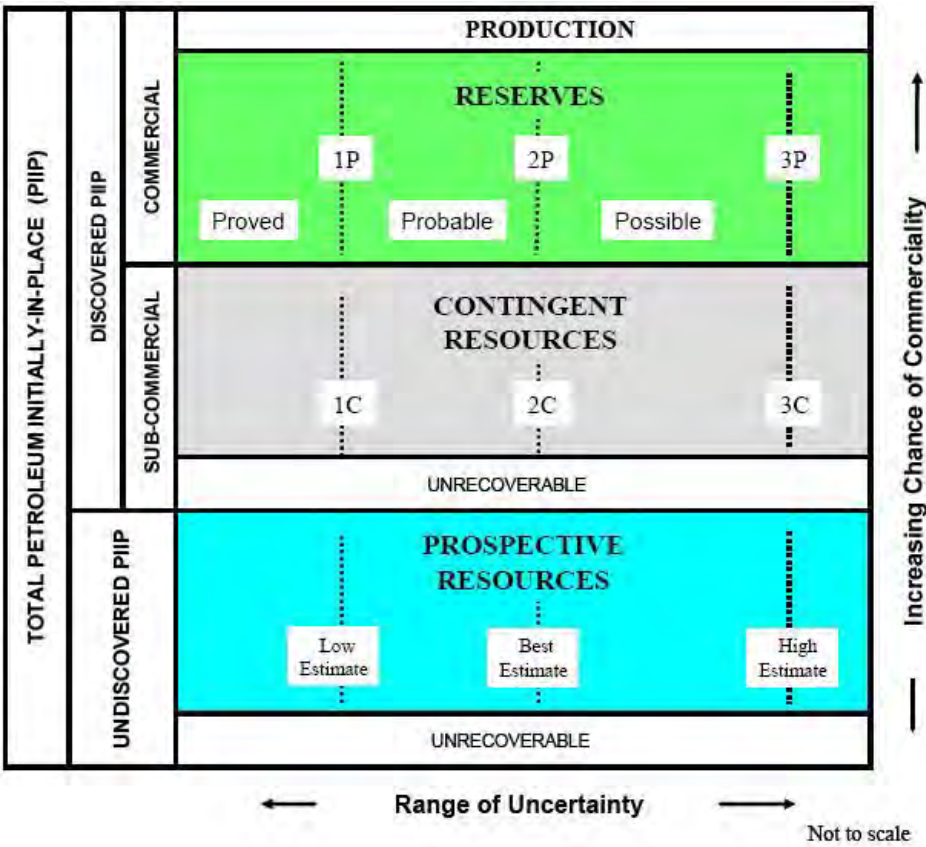 TOTAL PETROLEUM INITIALLY-IN-PLACE (PIIP)
DISCOVERED PIIP
UNDISCOVERED PIIP
COMMERCIAL
SUB-COMMERCIAL
PRODUCTION
RESERVES
1P
2P
3P
Proved
Probable
Possible
CONTINGENT
RESOURCES
1C
2C
3C
UNRECOVERABLE
PROSPECTIVE
RESOURCES
Low
Estimate
Best
Estimate
High
Estimate
UNRECOVERABLE
Increasing Chance of Commerciality
Range of Uncertainty
Not to scale